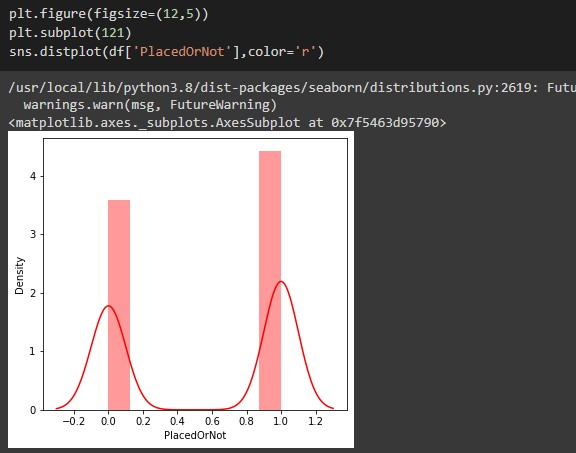 plt.figure(figsize=(12,5))
plt.subplot(121)
sns.distplot(df['PlacedOrNot'],color='r')
/usr/local/lib/python3.8/dist-packages/seaborn/distributions.py:2619: Futu
warnings.warn(msg, FutureWarning)
<matplotlib.axes._subplots.AxesSubplot at 0x7f5463d95790>
4
3
2
1
0
Density
−0.2 0.0 0.2 0.4 0.6 0.8 1.0 1.2
PlacedOrNot